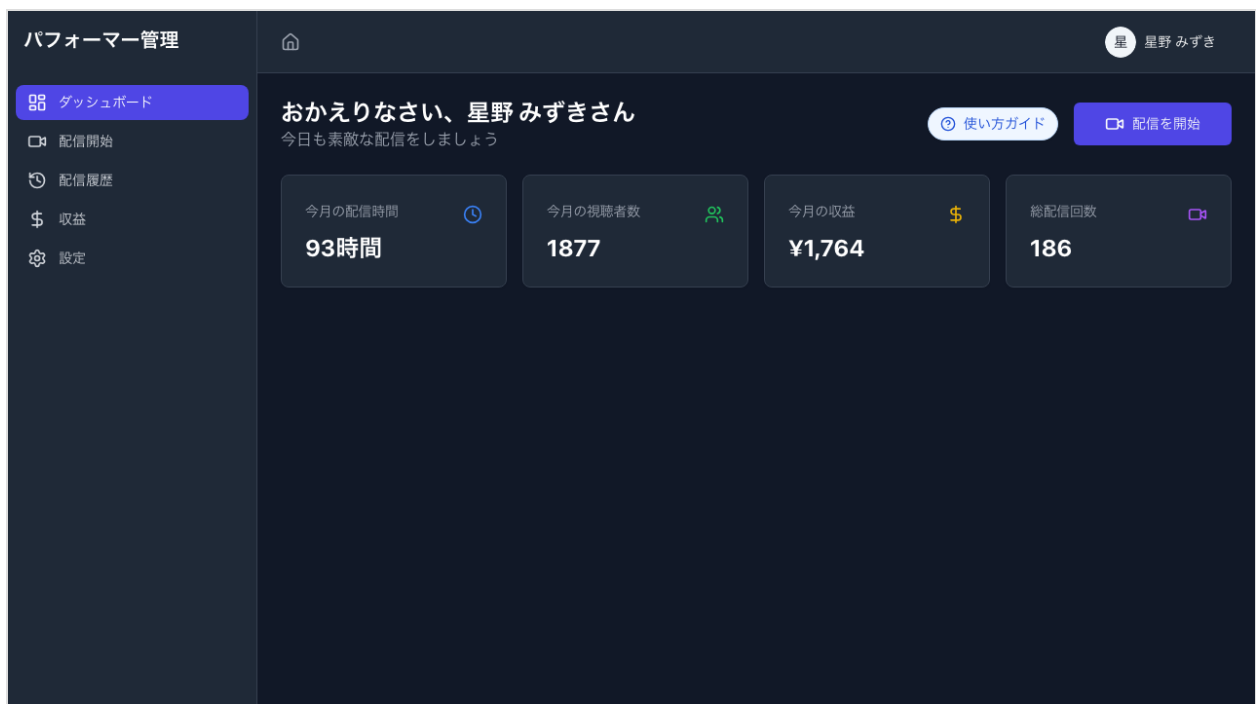 パフォーマー管理
星 星野 みずき
ダッシュボード
配信開始
配信履歴
収益
設定
おかえりなさい、星野 みずきさん
今日も素敵な配信をしましょう
使い方ガイド
配信を開始
今月の配信時間
93時間
今月の視聴者数
1877
今月の収益
¥1,764
総配信回数
186